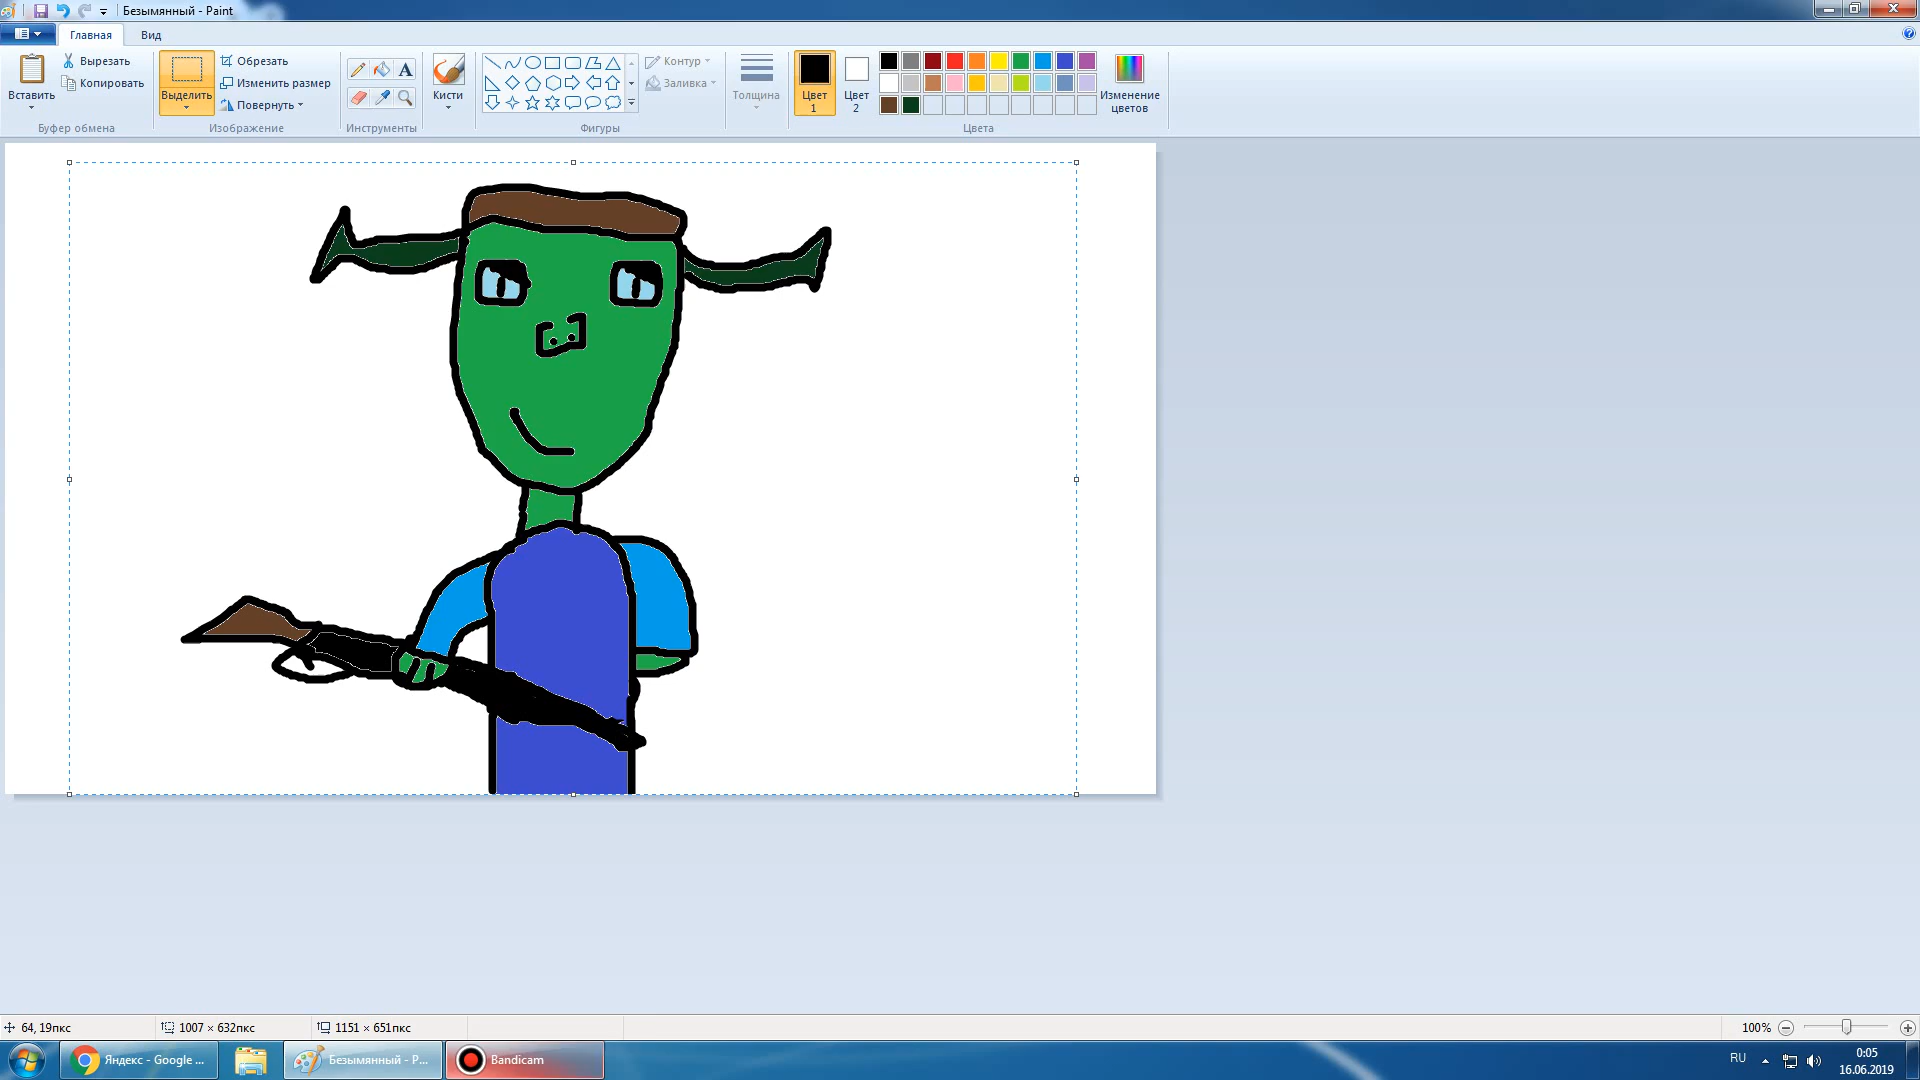 Безымянный - Paint
Главная Вид
Вставить
Вырезать
Копировать
Буфер обмена
Выделить
Обрезать
Изменить размер
Повернуть
Изображение
A
Инструменты
Кисти
Фигуры
Контур
Заливка
Толщина
Цвет
1
Цвет
2
Цвета
Изменение
цветов
64, 19пкс
1007 × 632пкс
1151 × 651пкс
100%
Яндекс - Google ...
Безымянный - P...
Bandicam
RU
0:05
16.06.2019